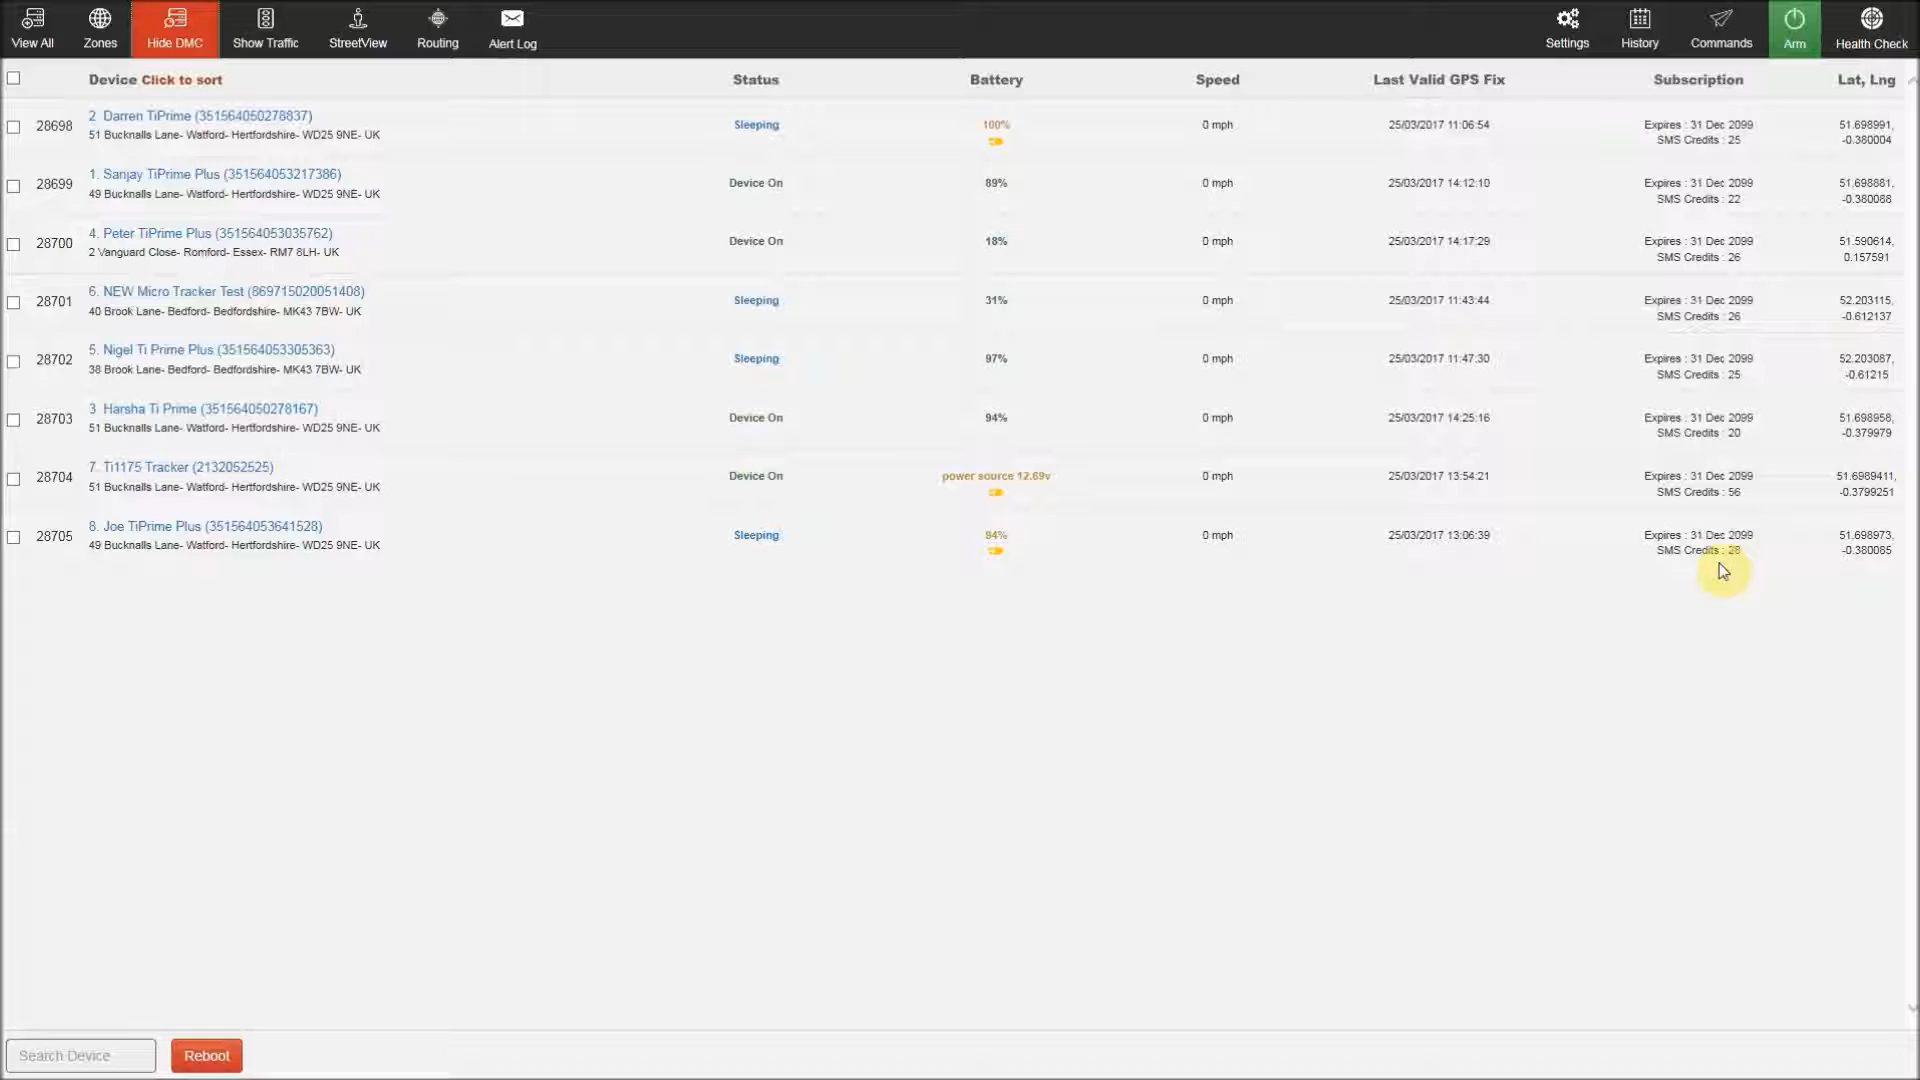 View All
Zones
Hide DMC
Show Traffic
StreetView
Routing
Alert Log
Settings
History
Commands
Arm
Health Check
Device Click to sort
Status
Battery
Speed
Last Valid GPS Fix
Subscription
Lat, Lng
28698
2 Darren TiPrime (351564050278837)
51 Bucknalls Lane- Watford- Hertfordshire- WD25 9NE- UK
Sleeping
100%
0 mph
25/03/2017 11:06:54
Expires : 31 Dec 2099
SMS Credits : 25
51.698991,
-0.380004
28699
1. Sanjay TiPrime Plus (351564053217386)
49 Bucknalls Lane- Watford- Hertfordshire- WD25 9NE- UK
Device On
89%
0 mph
25/03/2017 14:12:10
Expires : 31 Dec 2099
SMS Credits : 22
51.698881,
-0.380088
28700
4. Peter TiPrime Plus (351564053035762)
2 Vanguard Close- Romford- Essex- RM7 8LH- UK
Device On
18%
0 mph
25/03/2017 14:17:29
Expires : 31 Dec 2099
SMS Credits : 26
51.590614,
0.157591
28701
6. NEW Micro Tracker Test (869715020051408)
40 Brook Lane- Bedford- Bedfordshire- MK43 7BW- UK
Sleeping
31%
0 mph
25/03/2017 11:43:44
Expires : 31 Dec 2099
SMS Credits : 26
52.203115,
-0.612137
28702
5. Nigel Ti Prime Plus (351564053305363)
38 Brook Lane- Bedford- Bedfordshire- MK43 7BW- UK
Sleeping
97%
0 mph
25/03/2017 11:47:30
Expires : 31 Dec 2099
SMS Credits : 25
52.203087,
-0.61215
28703
3 Harsha Ti Prime (351564050278167)
51 Bucknalls Lane- Watford- Hertfordshire- WD25 9NE- UK
Device On
94%
0 mph
25/03/2017 14:25:16
Expires : 31 Dec 2099
SMS Credits : 20
51.698958,
-0.379979
28704
7. Ti1175 Tracker (2132052525)
51 Bucknalls Lane- Watford- Hertfordshire- WD25 9NE- UK
Device On
power source 12.69v
0 mph
25/03/2017 13:54:21
Expires : 31 Dec 2099
SMS Credits : 56
51.6989411,
-0.3799251
28705
8. Joe TiPrime Plus (351564053641528)
49 Bucknalls Lane- Watford- Hertfordshire- WD25 9NE- UK
Sleeping
94%
0 mph
25/03/2017 13:06:39
Expires : 31 Dec 2099
SMS Credits : 28
51.698973,
-0.380085
Search Device
Reboot